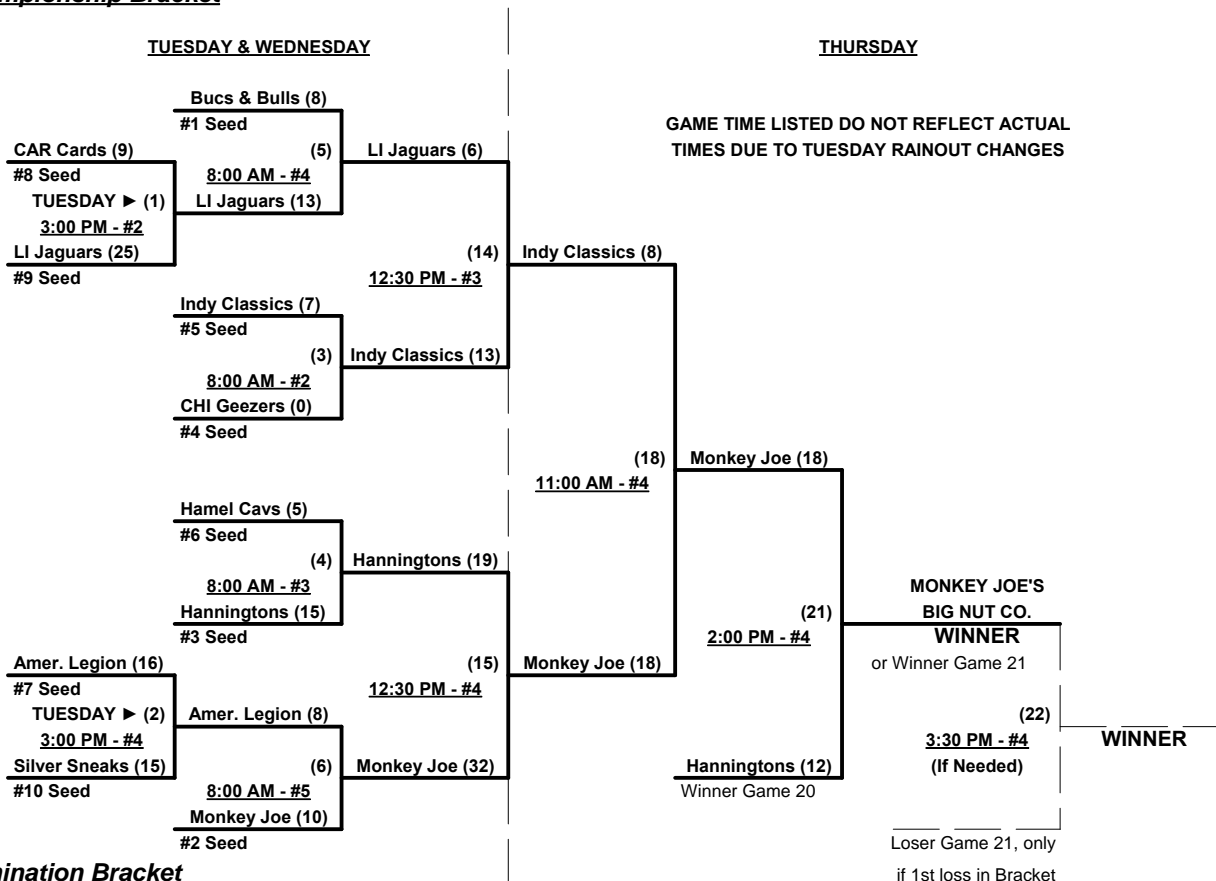 TUESDAY & WEDNESDAY
THURSDAY
Bucs & Bulls (8)
#1 Seed
GAME TIME LISTED DO NOT REFLECT ACTUAL
TIMES DUE TO TUESDAY RAINOUT CHANGES
CAR Cards (9)
(5)
LI Jaguars (6)
#8 Seed
8:00 AM - #4
TUESDAY ► (1)
LI Jaguars (13)
3:00 PM - #2
LI Jaguars (25)
(14)
Indy Classics (8)
#9 Seed
12:30 PM - #3
Indy Classics (7)
#5 Seed
(3)
Indy Classics (13)
8:00 AM - #2
CHI Geezers (0)
#4 Seed
(18)
Monkey Joe (18)
11:00 AM - #4
Hamel Cavs (5)
#6 Seed
(4)
Hanningtons (19)
8:00 AM - #3
MONKEY JOE'S
Hanningtons (15)
(21)
BIG NUT CO.
#3 Seed
2:00 PM - #4
WINNER
Amer. Legion (16)
(15)
Monkey Joe (18)
or Winner Game 21
#7 Seed
12:30 PM - #4
TUESDAY ► (2)
Amer. Legion (8)
(22)
3:00 PM - #4
3:30 PM - #4
WINNER
Silver Sneaks (15)
(6)
Monkey Joe (32)
Hanningtons (12)
(If Needed)
#10 Seed
8:00 AM - #5
Winner Game 20
Monkey Joe (10)
#2 Seed
Loser Game 21, only
if 1st loss in Bracket